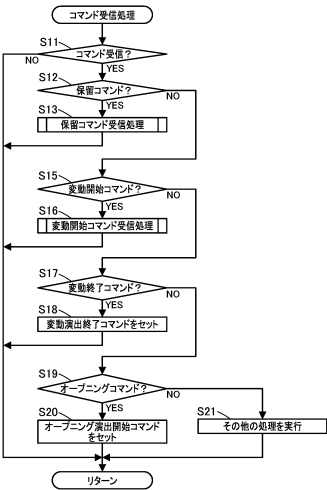 コマンド受信処理
S11
コマンド受信？
NO
YES
S12
保留コマンド？
NO
YES
S13
保留コマンド受信処理
S15
変動開始コマンド？
NO
YES
S16
変動開始コマンド受信処理
S17
変動終了コマンド？
NO
YES
S18
変動演出終了コマンドをセット
S19
オープニングコマンド？
NO
YES
S20
オープニング演出開始コマンド
をセット
S21
その他の処理を実行
リターン